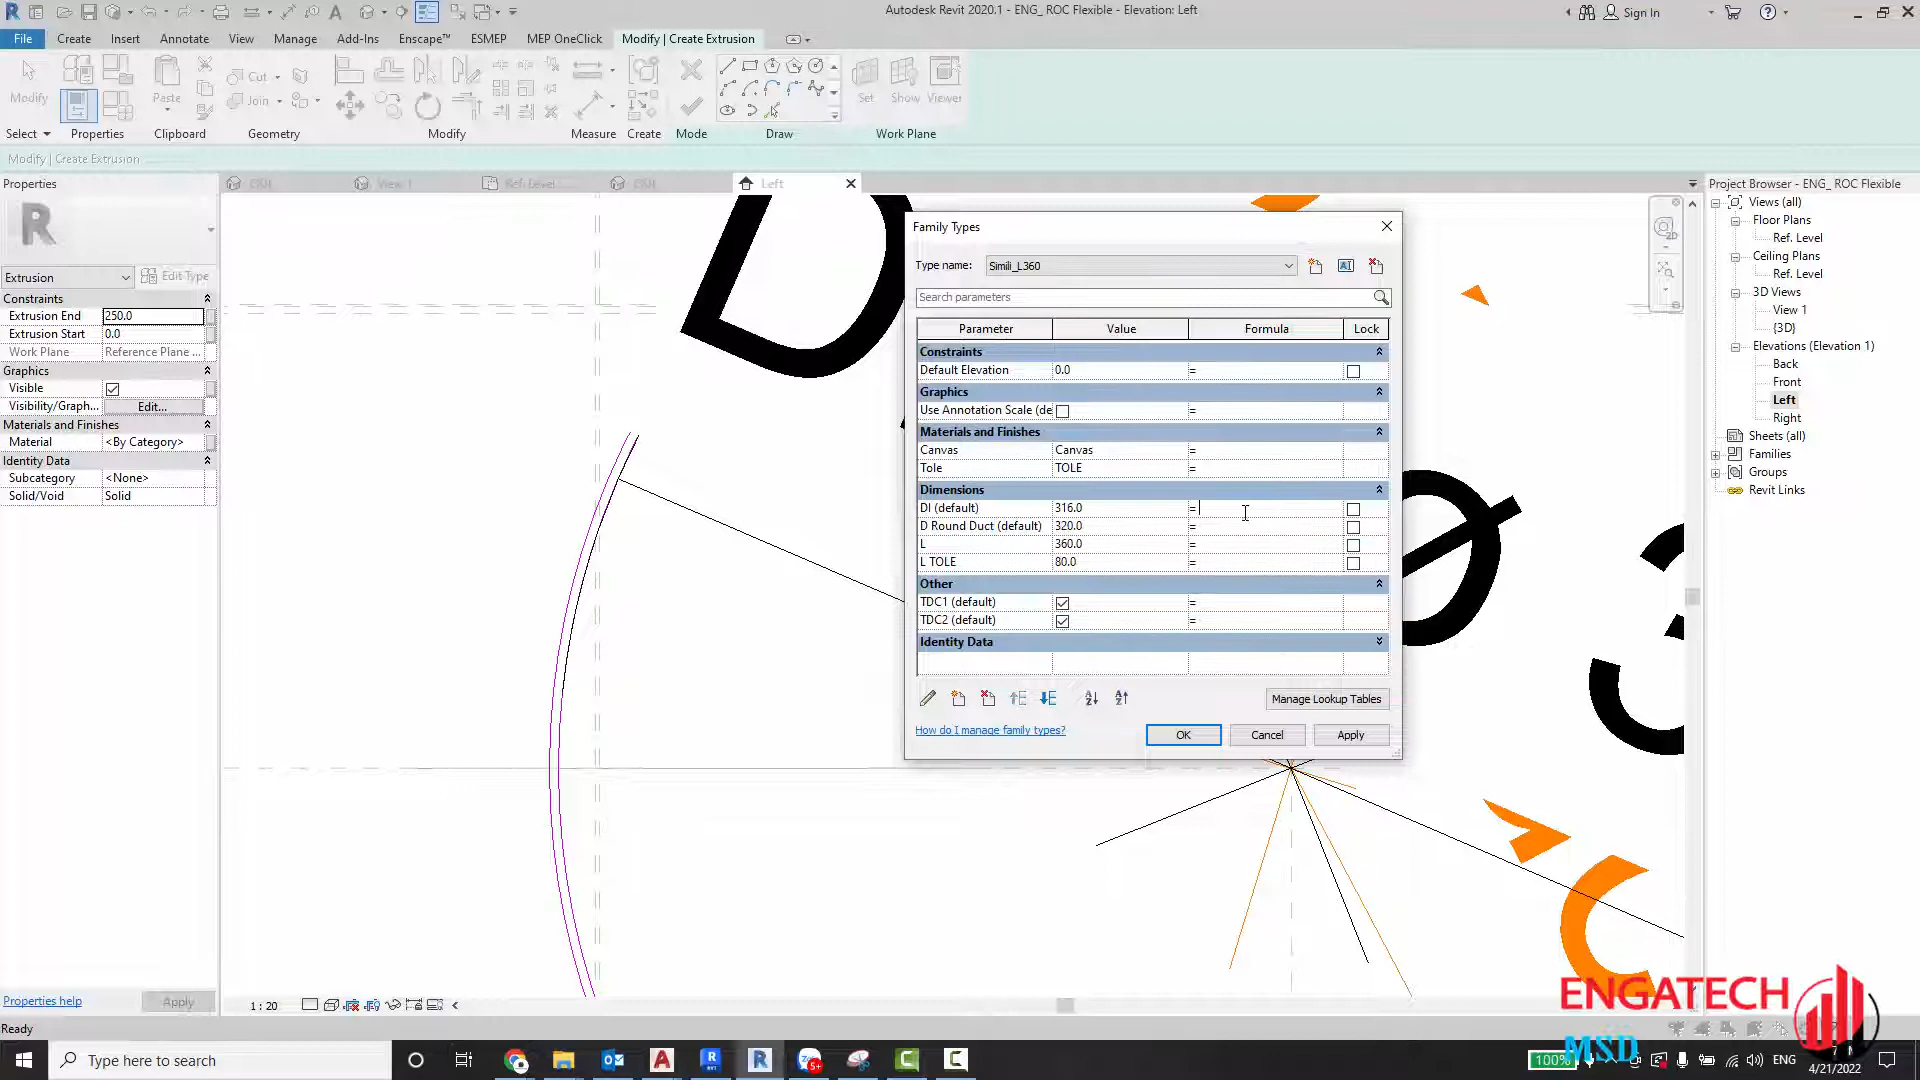 Autodesk Revit 2020.1 - ENG_ ROC Flexible - Elevation: Left
Sign In
File Create Insert Annotate View Manage Add-Ins Enscape™ ESMEP MEP OneClick Modify | Create Extrusion
Modify Paste Cut Join Set Show Viewer
Select Properties Clipboard Geometry Modify Measure Create Mode Draw Work Plane
Modify | Create Extrusion
Properties
View 1 Ref. Level Left
Project Browser - ENG_ ROC Flexible
Extrusion Edit Type
Constraints
Extrusion End 250.0
Extrusion Start 0.0
Work Plane Reference Plane ...
Graphics
Visible
Visibility/Graph... Edit...
Materials and Finishes
Material <By Category>
Identity Data
Subcategory <None>
Solid/Void Solid
Properties help Apply
D
Family Types
Type name: Simili_L360
Search parameters
Parameter Value Formula Lock
Constraints
Default Elevation 0.0 =
Graphics
Use Annotation Scale (de =
Materials and Finishes
Canvas Canvas =
Tole TOLE =
Dimensions
DI (default) 316.0 =
D Round Duct (default) 320.0 =
L 360.0 =
L TOLE 80.0 =
Other
TDC1 (default) =
TDC2 (default) =
Identity Data
Manage Lookup Tables
How do I manage family types?
OK Cancel Apply
Views (all)
Floor Plans
Ref. Level
Ceiling Plans
Ref. Level
3D Views
View 1
{3D}
Elevations (Elevation 1)
Back
Front
Left
Right
Sheets (all)
Families
Groups
Revit Links
1 : 20
Ready
ENGATECH
MSD
Type here to search
100%
ENG
4/21/2022